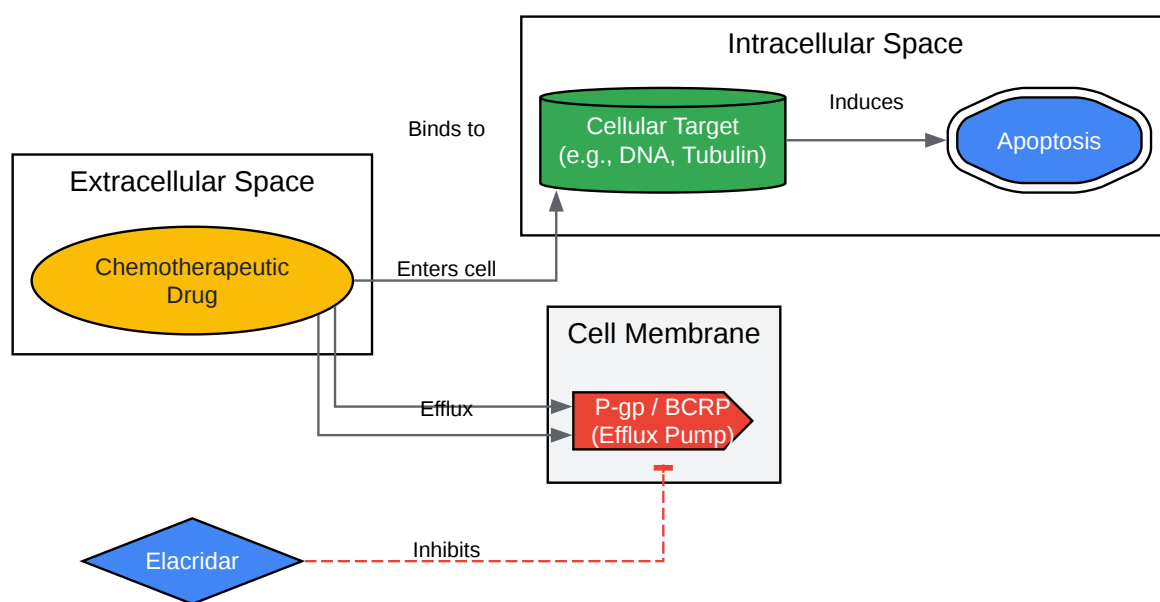 Intracellular Space
Cellular Target
(e.g., DNA, Tubulin)
Induces
Apoptosis
Binds to
Extracellular Space
Chemotherapeutic
Drug
Enters cell
Cell Membrane
P-gp / BCRP
(Efflux Pump)
Efflux
Elacridar
Inhibits